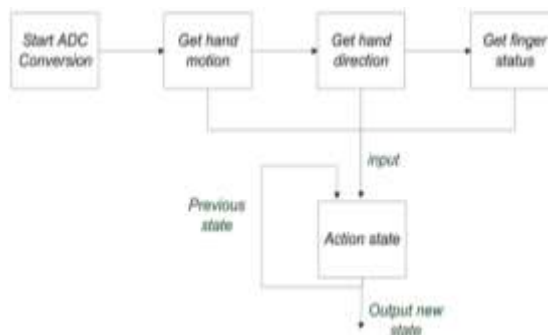 Start ADC
Conversion
Get hand
motion
Get hand
direction
Get finger
status
input
Previous
state
Action state
Output new
state